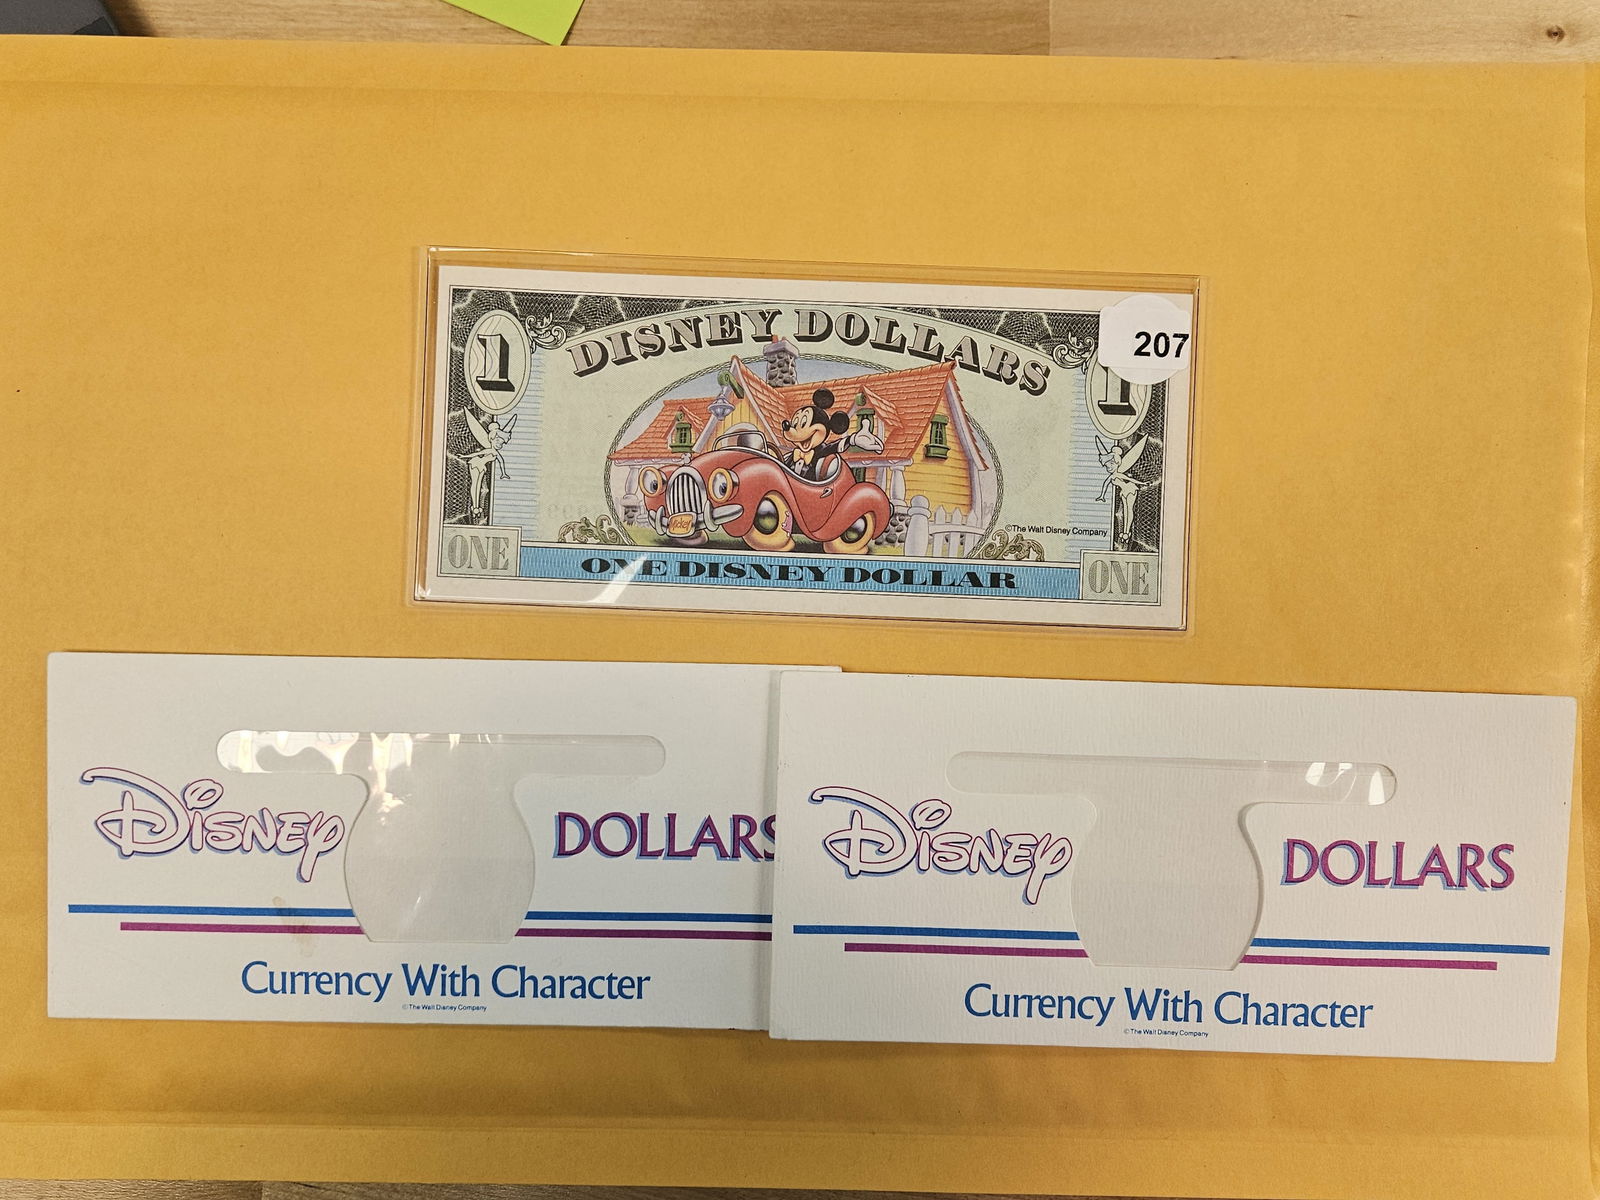 DISNEY DOLLARS
207
1
1
Mickey
©The Walt Disney Company
ONE
ONE DISNEY DOLLAR
ONE
DISNEY DOLLARS
Currency With Character
©The Walt Disney Company
DISNEY DOLLARS
Currency With Character
©The Walt Disney Company